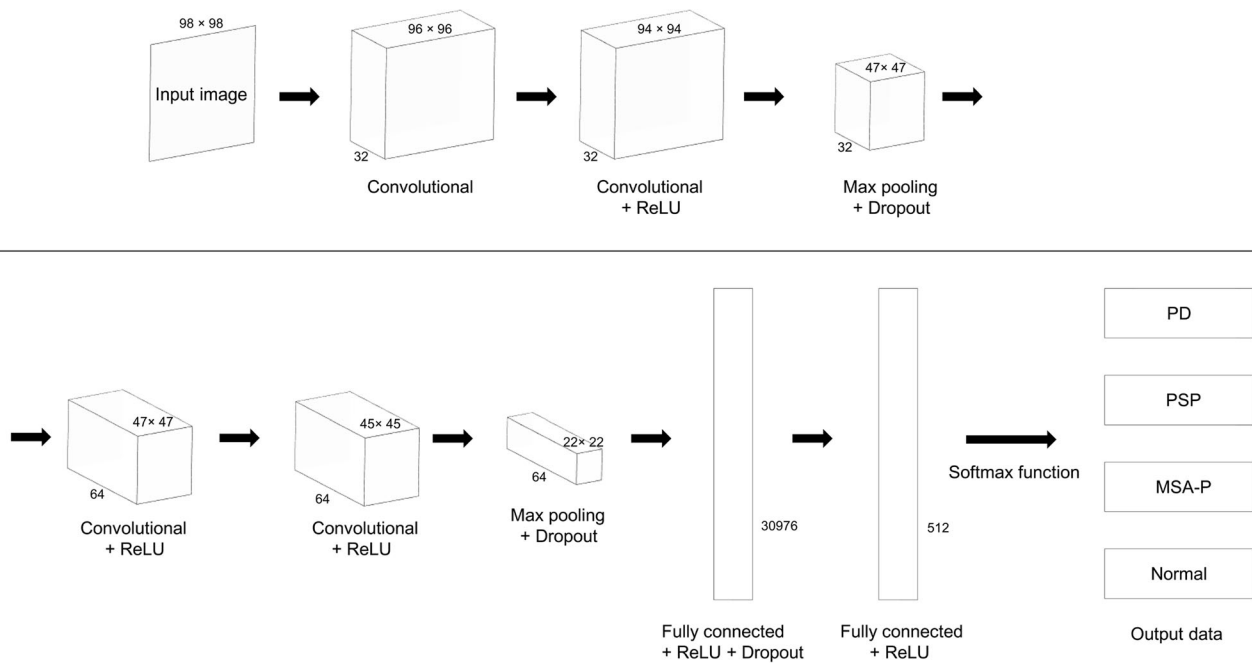 98 × 98
Input image
96 × 96
32
Convolutional
94 × 94
32
Convolutional
+ ReLU
47× 47
32
Max pooling
+ Dropout
47× 47
64
Convolutional
+ ReLU
45× 45
64
Convolutional
+ ReLU
22× 22
64
Max pooling
+ Dropout
30976
Fully connected
+ ReLU + Dropout
512
Fully connected
+ ReLU
Softmax function
PD
PSP
MSA-P
Normal
Output data